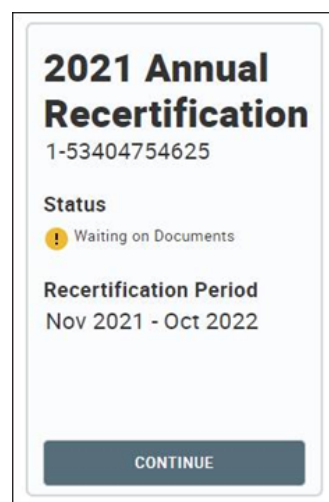 2021 Annual
Recertification
1-53404754625
Status
! Waiting on Documents
Recertification Period
Nov 2021 - Oct 2022
CONTINUE